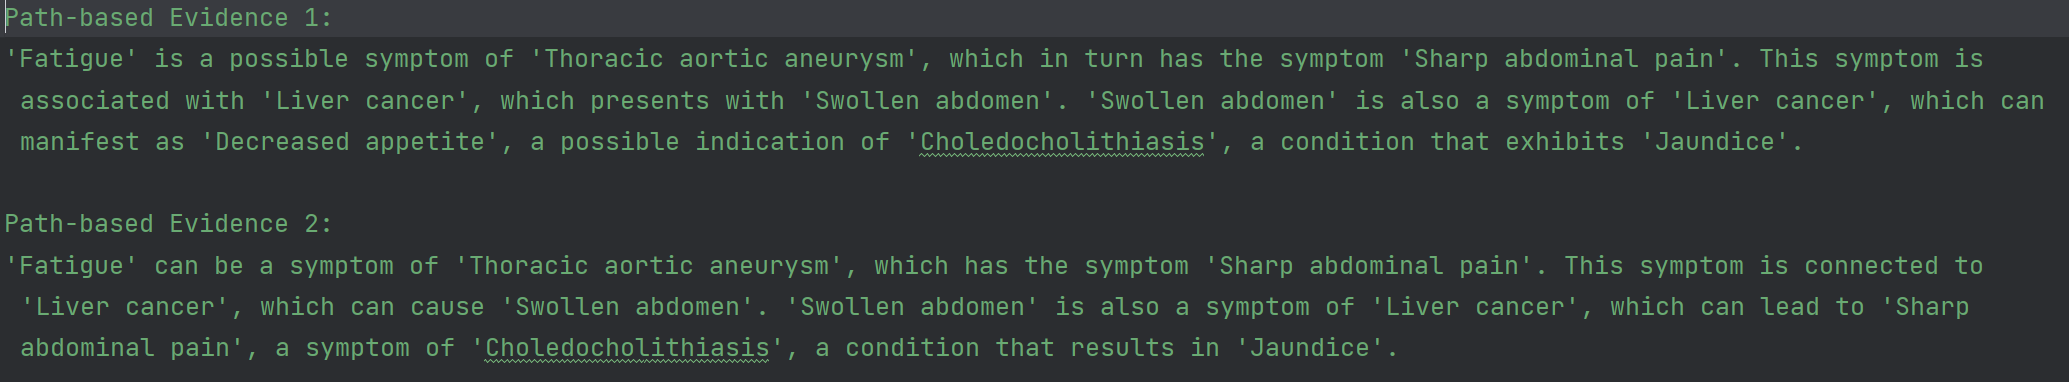 Path-based Evidence 1:
'Fatigue' is a possible symptom of 'Thoracic aortic aneurysm', which in turn has the symptom 'Sharp abdominal pain'. This symptom is
associated with 'Liver cancer', which presents with 'Swollen abdomen'. 'Swollen abdomen' is also a symptom of 'Liver cancer', which can
manifest as 'Decreased appetite', a possible indication of 'Choledocholithiasis', a condition that exhibits 'Jaundice'.
Path-based Evidence 2:
'Fatigue' can be a symptom of 'Thoracic aortic aneurysm', which has the symptom 'Sharp abdominal pain'. This symptom is connected to
'Liver cancer', which can cause 'Swollen abdomen'. 'Swollen abdomen' is also a symptom of 'Liver cancer', which can lead to 'Sharp
abdominal pain', a symptom of 'Choledocholithiasis', a condition that results in 'Jaundice'.